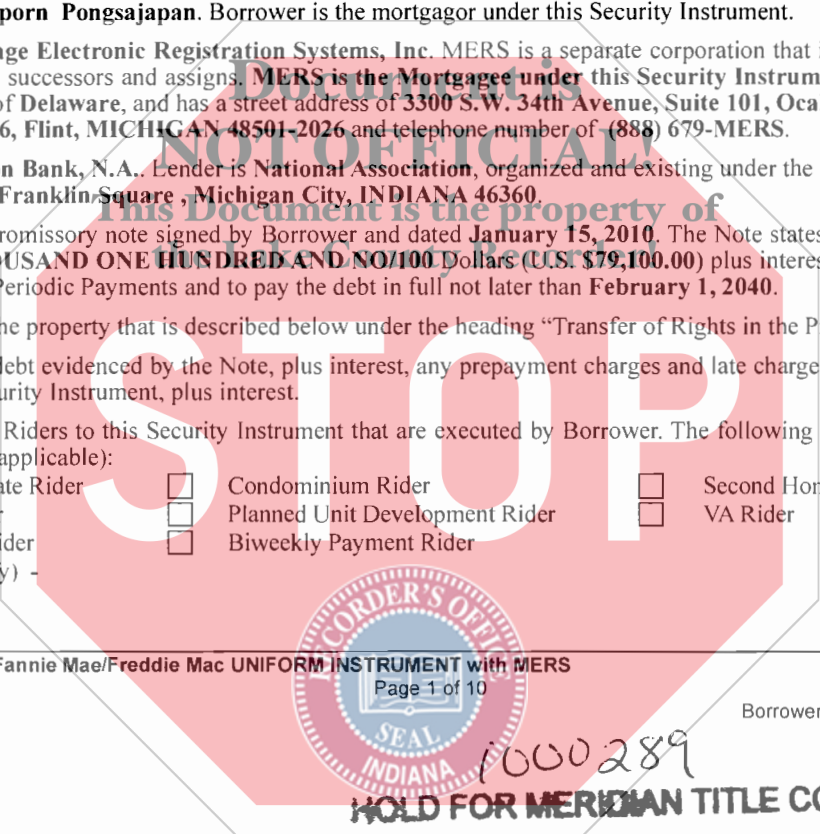 porn Pongsajapan. Borrower is the mortgagor under this Security Instrument.
ge Electronic Registration Systems, Inc. MERS is a separate corporation that i
successors and assigns. MERS is the Mortgagee under this Security Instrum
of Delaware, and has a street address of 3300 S.W. 34th Avenue, Suite 101, Oca
6, Flint, MICHIGAN 48501-2026 and telephone number of (888) 679-MERS.
n Bank, N.A.. Lender is National Association, organized and existing under the
Franklin Square , Michigan City, INDIANA 46360.
romissory note signed by Borrower and dated January 15, 2010. The Note states
USAND ONE HUNDRED AND NO/100 Dollars (U.S. $79,100.00) plus interes
Periodic Payments and to pay the debt in full not later than February 1, 2040.
he property that is described below under the heading “Transfer of Rights in the P
debt evidenced by the Note, plus interest, any prepayment charges and late charge
urity Instrument, plus interest.
Riders to this Security Instrument that are executed by Borrower. The following
applicable):
ate Rider Condominium Rider Second Hom
r Planned Unit Development Rider VA Rider
ider Biweekly Payment Rider
y) -
Document is
NOT OFFICIAL!
This Document is the property of
the Lake County Recorder!
STOP
Fannie Mae/Freddie Mac UNIFORM INSTRUMENT with MERS
Page 1 of 10
Borrower
RECORDER'S OFFICE
SEAL
INDIANA
1000289
HOLD FOR MERIDIAN TITLE CO